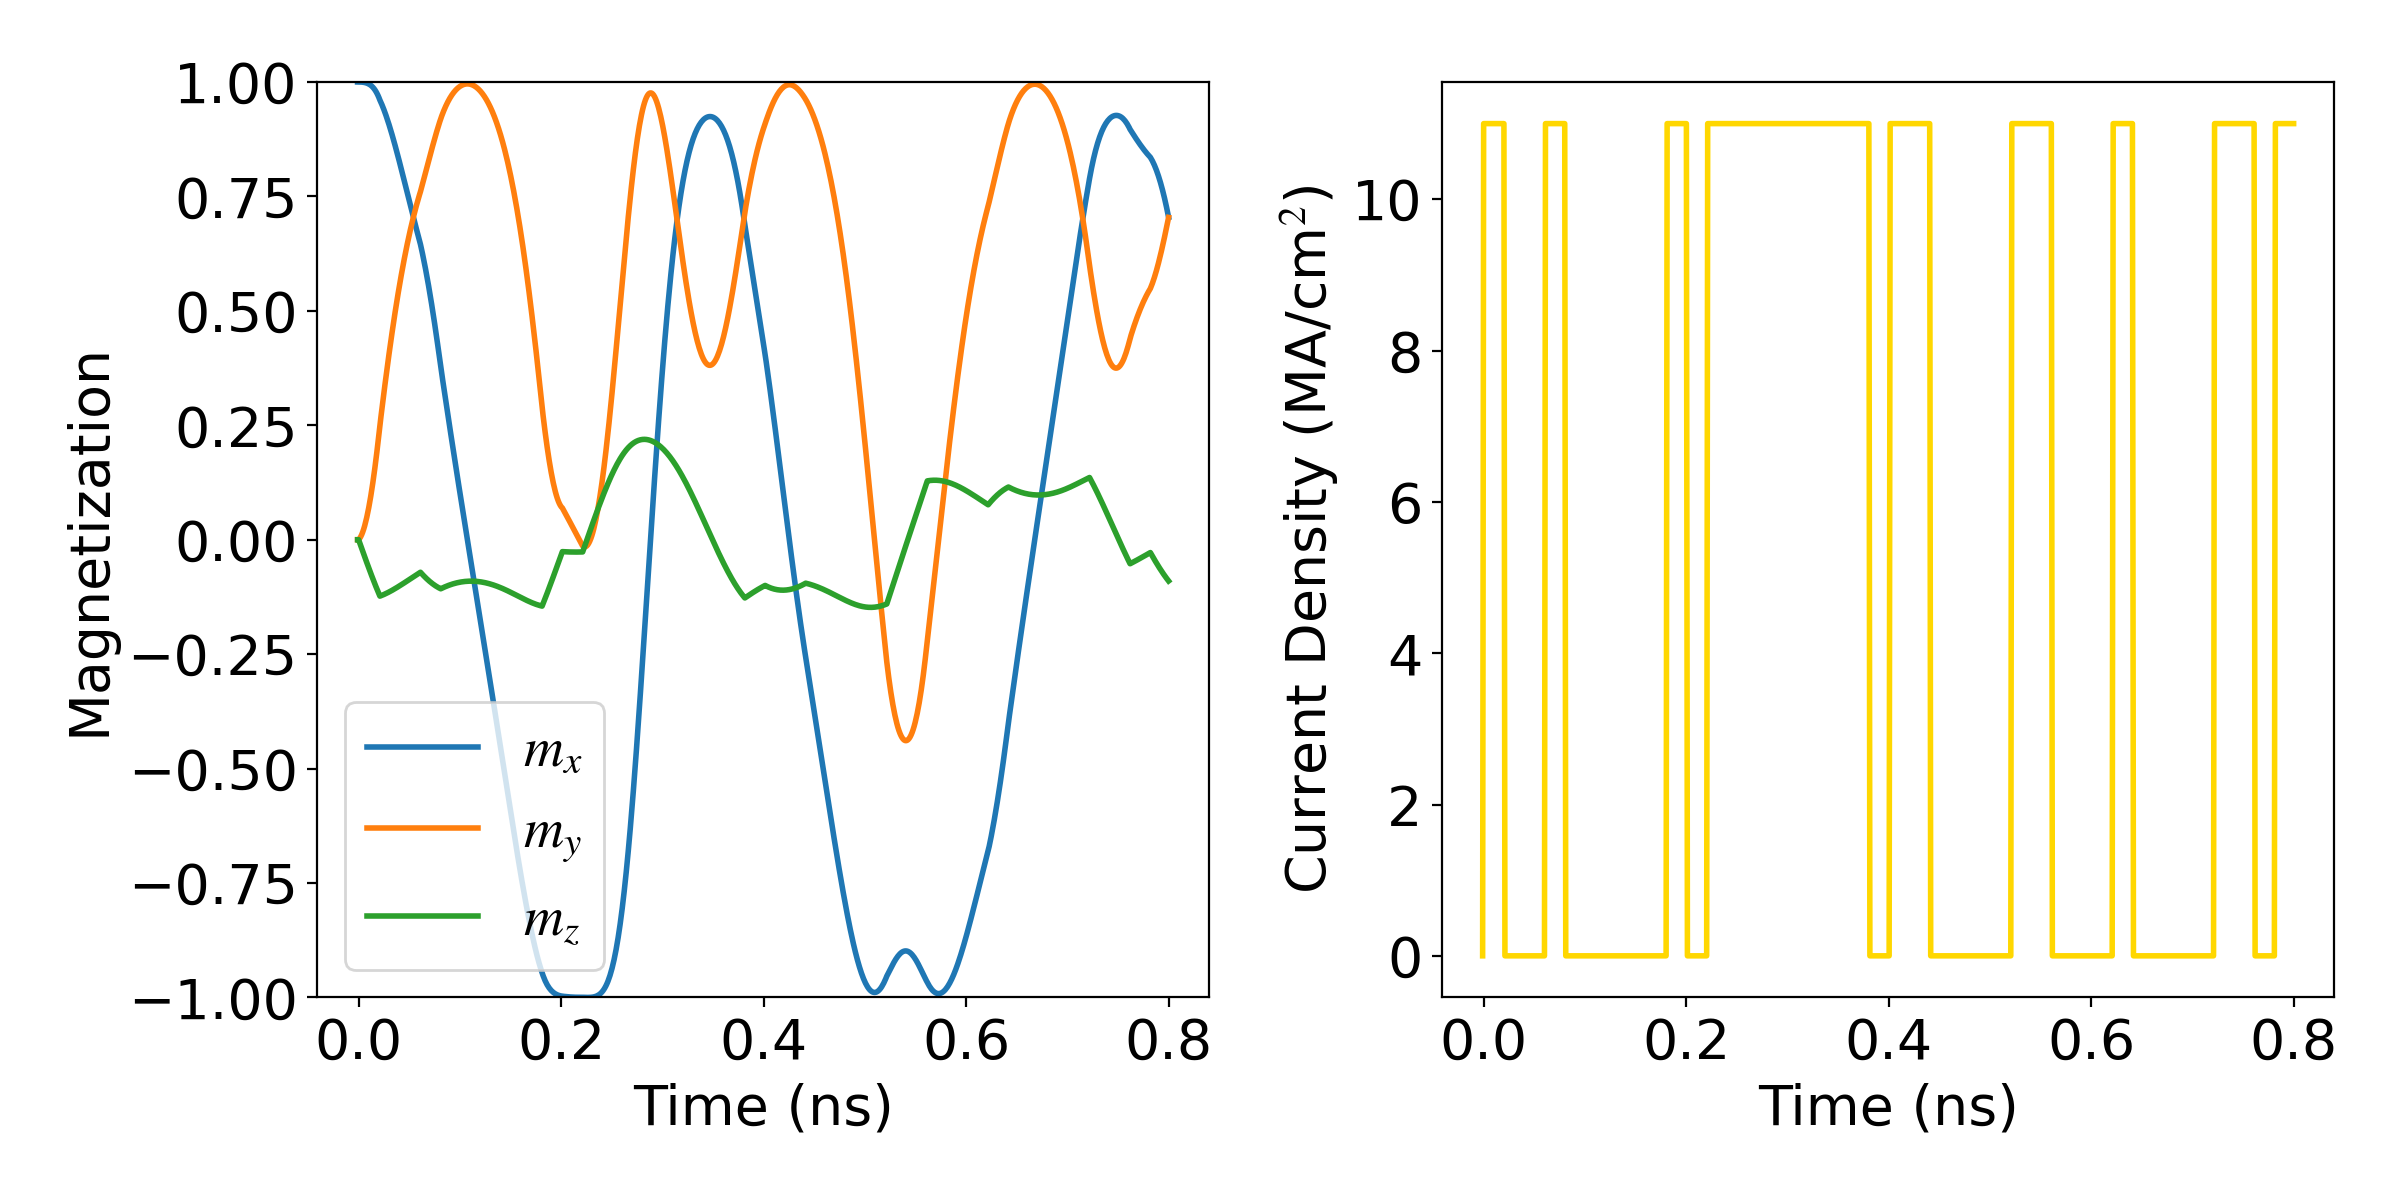 1.00
0.75
0.50
0.25
0.00
−0.25
−0.50
−0.75
−1.00
Magnetization
m_x
m_y
m_z
0.0 0.2 0.4 0.6 0.8
Time (ns)
10
8
6
4
2
0
Current Density (MA/cm²)
0.0 0.2 0.4 0.6 0.8
Time (ns)